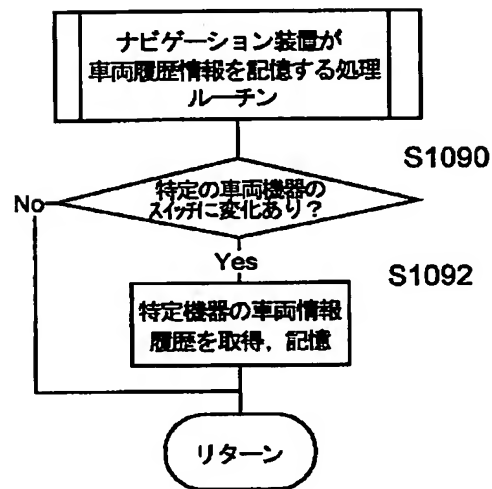 ナビゲーション装置が
車両履歴情報を記憶する処理
ルーチン
S1090
特定の車両機器の
スイッチに変化あり？
No
Yes
S1092
特定機器の車両情報
履歴を取得，記憶
リターン